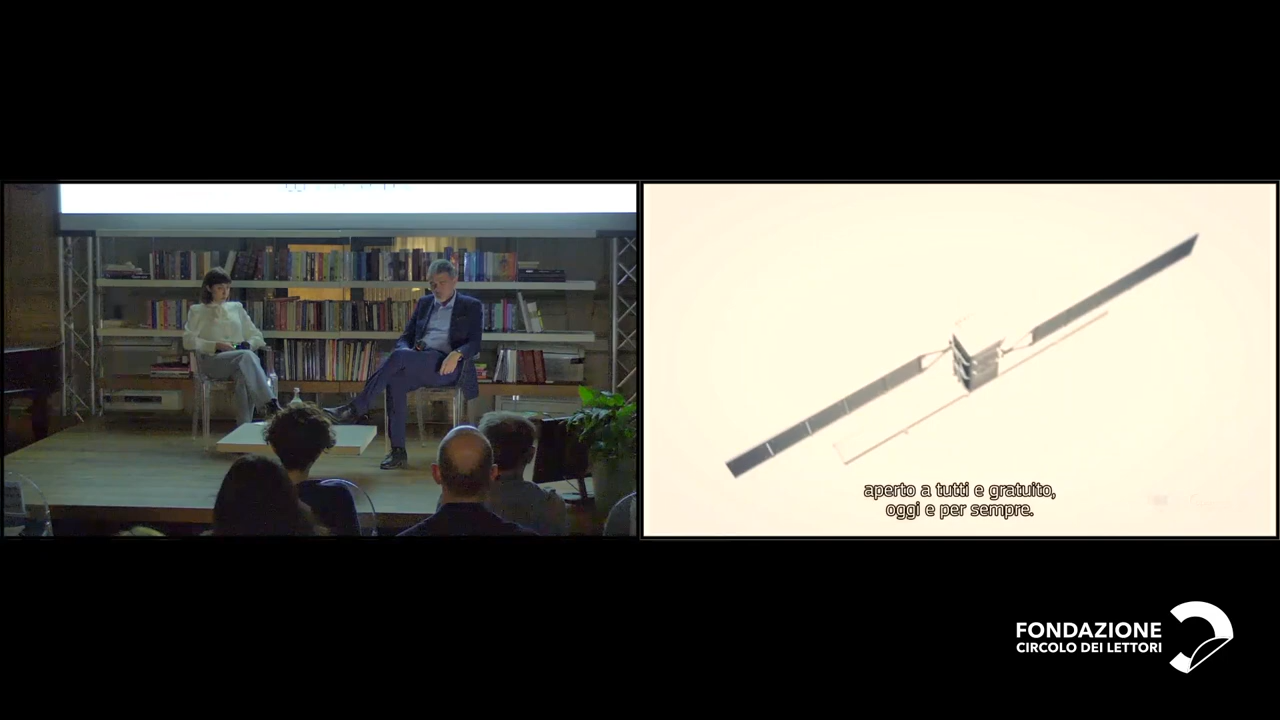 aperto a tutti e gratuito,
oggi e per sempre.
FONDAZIONE
CIRCOLO DEI LETTORI